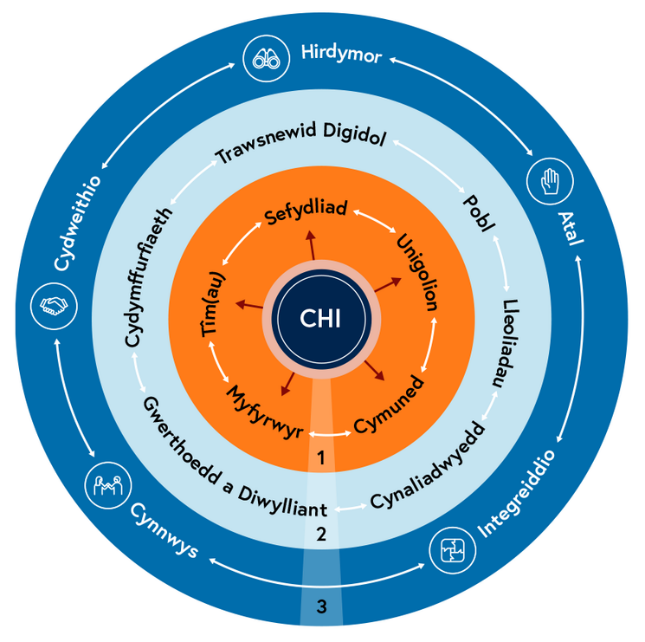 Hirdymor
Atal
Integreiddio
Cynnwys
Cydweithio
Trawsnewid Digidol
Pobl
Lleoliadau
Cynaliadwyedd
Gwerthoedd a Diwylliant
Cydymffurfiaeth
Sefydliad
Unigolion
Cymuned
Myfyrwyr
Tim(au)
CHI
1
2
3